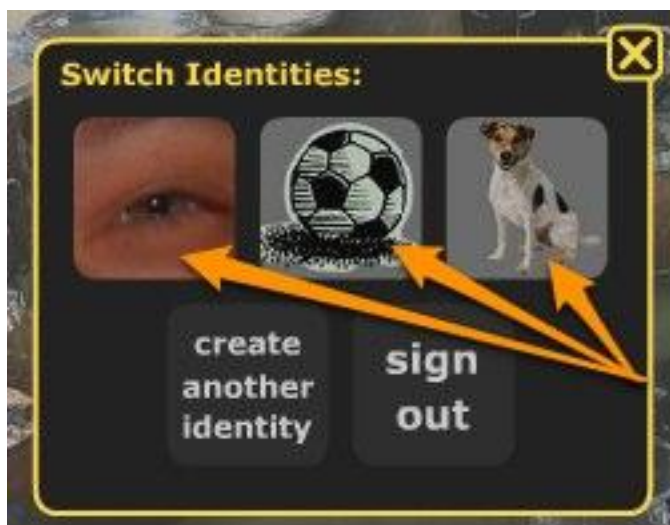 Switch Identities:
create
another
identity
sign
out